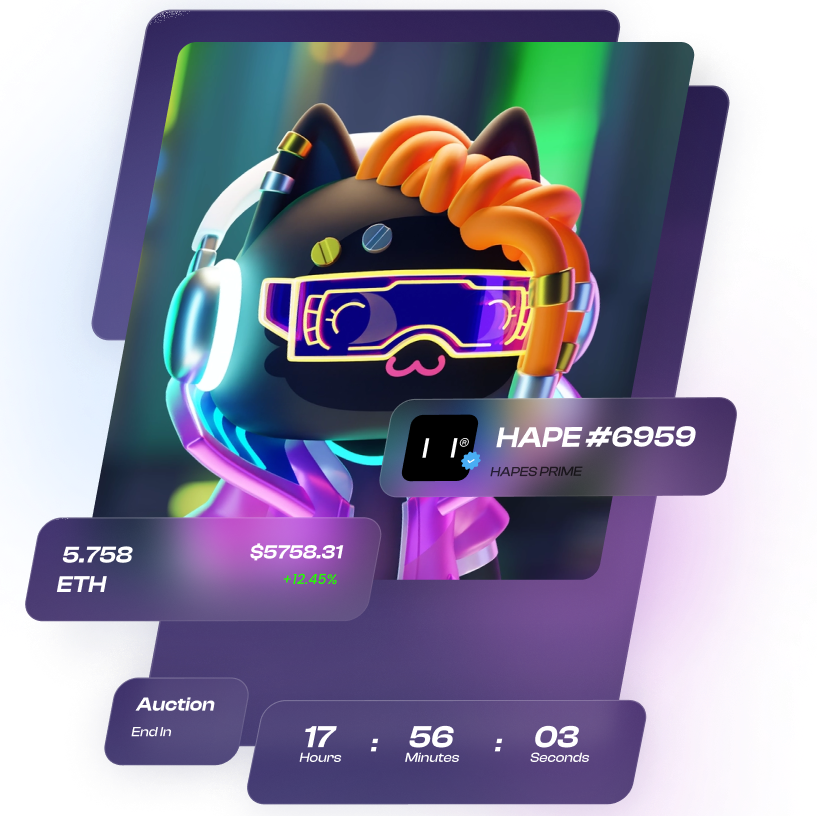 HAPE #6959
HAPES PRIME
5.758
ETH
$5758.31
+12.45%
Auction
End In
17 : 56 : 03
Hours Minutes Seconds